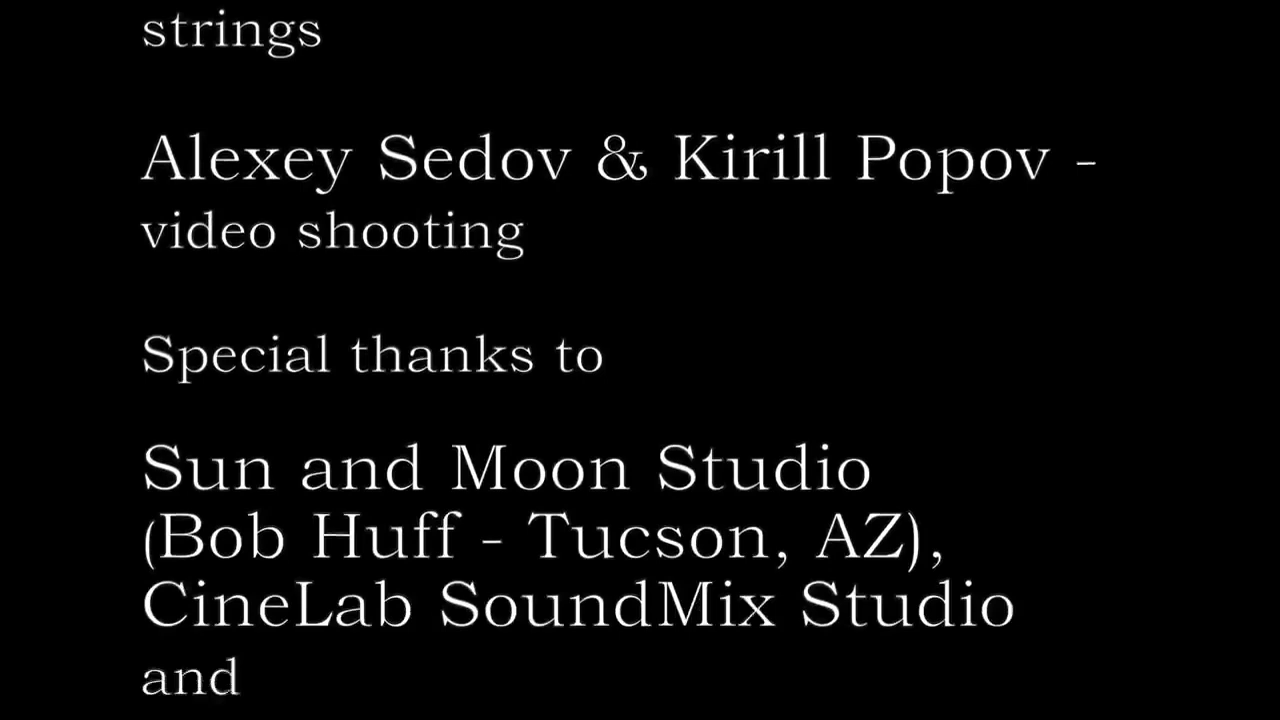 strings
Alexey Sedov & Kirill Popov -
video shooting
Special thanks to
Sun and Moon Studio
(Bob Huff - Tucson, AZ),
CineLab SoundMix Studio
and